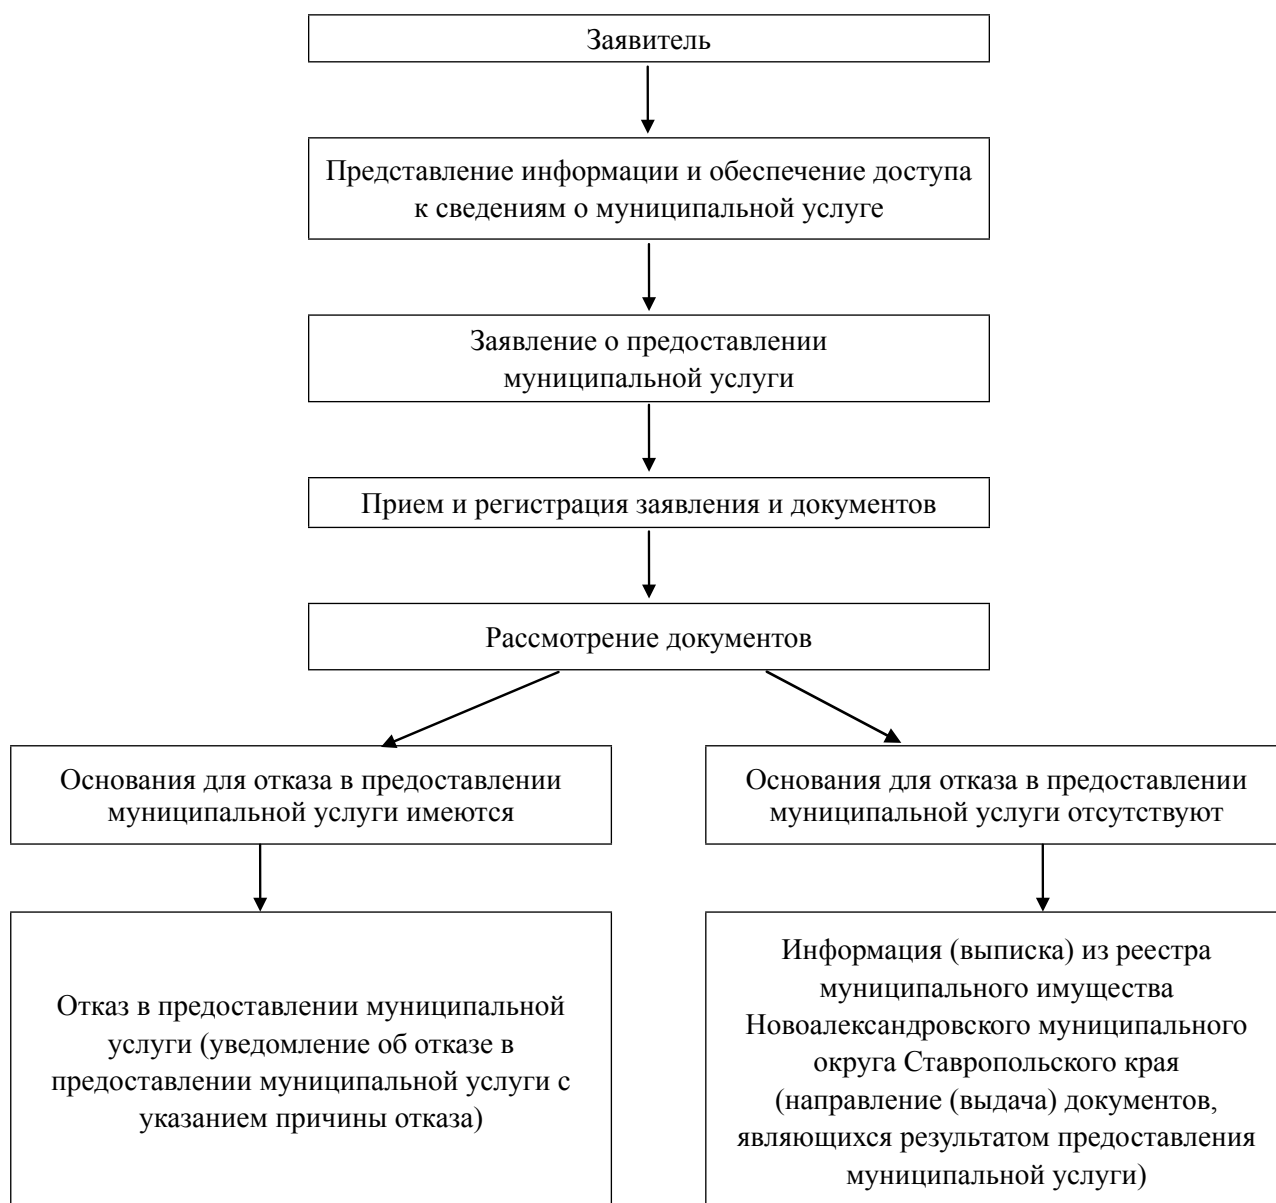 Заявитель
Представление информации и обеспечение доступа
к сведениям о муниципальной услуге
Заявление о предоставлении
муниципальной услуги
Прием и регистрация заявления и документов
Рассмотрение документов
Основания для отказа в предоставлении
муниципальной услуги имеются
Основания для отказа в предоставлении
муниципальной услуги отсутствуют
Отказ в предоставлении муниципальной
услуги (уведомление об отказе в
предоставлении муниципальной услуги с
указанием причины отказа)
Информация (выписка) из реестра
муниципального имущества
Новоалександровского муниципального
округа Ставропольского края
(направление (выдача) документов,
являющихся результатом предоставления
муниципальной услуги)